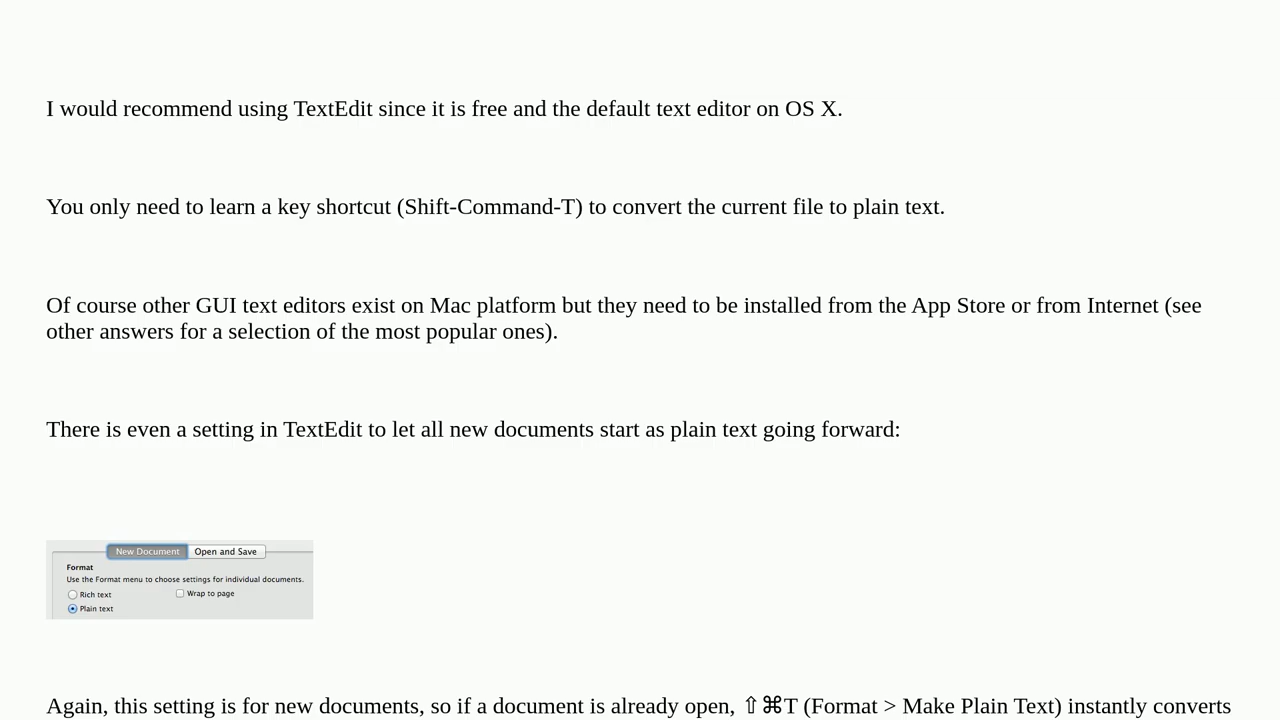 I would recommend using TextEdit since it is free and the default text editor on OS X.
You only need to learn a key shortcut (Shift-Command-T) to convert the current file to plain text.
Of course other GUI text editors exist on Mac platform but they need to be installed from the App Store or from Internet (see
other answers for a selection of the most popular ones).
There is even a setting in TextEdit to let all new documents start as plain text going forward:
New Document Open and Save
Format
Use the Format menu to choose settings for individual documents.
Rich text Wrap to page
Plain text
Again, this setting is for new documents, so if a document is already open, ⇧⌘T (Format > Make Plain Text) instantly converts